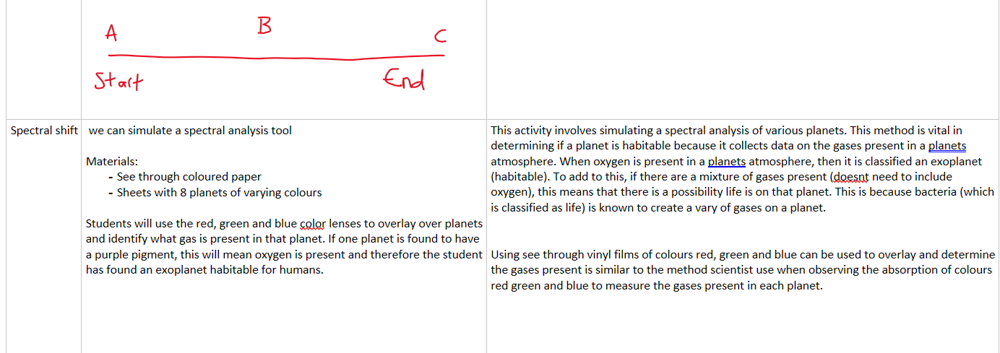 A B C
Start End
Spectral shift
we can simulate a spectral analysis tool
Materials:
- See through coloured paper
- Sheets with 8 planets of varying colours
Students will use the red, green and blue color lenses to overlay over planets
and identify what gas is present in that planet. If one planet is found to have
a purple pigment, this will mean oxygen is present and therefore the student
has found an exoplanet habitable for humans.
This activity involves simulating a spectral analysis of various planets. This method is vital in
determining if a planet is habitable because it collects data on the gases present in a planets
atmosphere. When oxygen is present in a planets atmosphere, then it is classified an exoplanet
(habitable). To add to this, if there are a mixture of gases present (doesnt need to include
oxygen), this means that there is a possibility life is on that planet. This is because bacteria (which
is classified as life) is known to create a vary of gases on a planet.
Using see through vinyl films of colours red, green and blue can be used to overlay and determine
the gases present is similar to the method scientist use when observing the absorption of colours
red green and blue to measure the gases present in each planet.